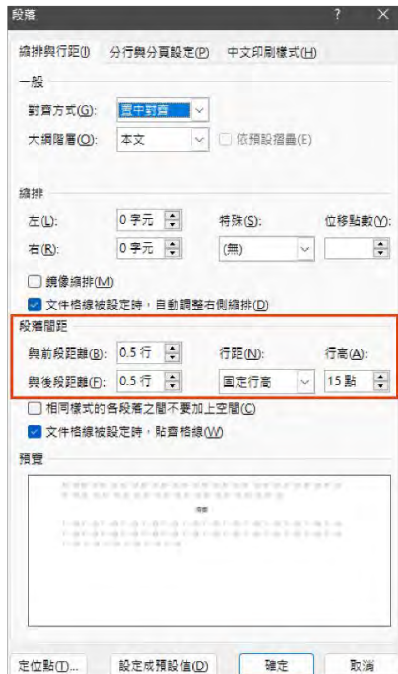 段落 ? ×
縮排與行距(I) 分行與分頁設定(P) 中文印刷樣式(H)
一般
對齊方式(G): 置中對齊
大綱階層(O): 本文 依預設摺疊(E)
縮排
左(L): 0 字元 特殊(S): 位移點數(Y):
右(R): 0 字元 (無)
鏡像縮排(M)
文件格線被設定時，自動調整右側縮排(D)
段落間距
與前段距離(B): 0.5 行 行距(N): 行高(A):
與後段距離(F): 0.5 行 固定行高 15 點
相同樣式的各段落之間不要加上空間(C)
文件格線被設定時，貼齊格線(W)
預覽
定位點(T)... 設定成預設值(D) 確定 取消